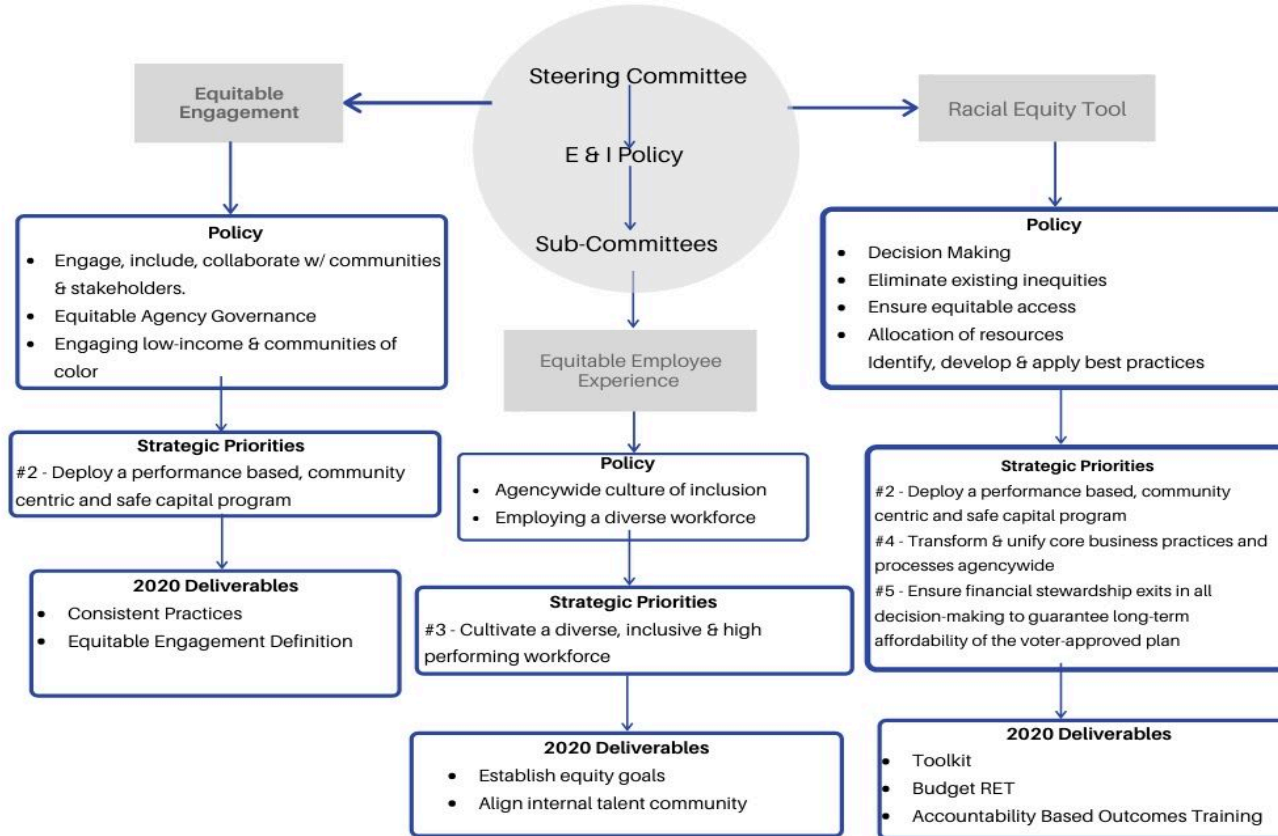 Steering Committee
E & I Policy
Sub-Committees
Equitable
Engagement
Policy
Engage, include, collaborate w/ communities
& stakeholders.
Equitable Agency Governance
Engaging low-income & communities of
color
Strategic Priorities
#2 - Deploy a performance based, community
centric and safe capital program
2020 Deliverables
Consistent Practices
Equitable Engagement Definition
Equitable Employee
Experience
Policy
Agencywide culture of inclusion
Employing a diverse workforce
Strategic Priorities
#3 - Cultivate a diverse, inclusive & high
performing workforce
2020 Deliverables
Establish equity goals
Align internal talent community
Racial Equity Tool
Policy
Decision Making
Eliminate existing inequities
Ensure equitable access
Allocation of resources
Identify, develop & apply best practices
Strategic Priorities
#2 - Deploy a performance based, community
centric and safe capital program
#4 - Transform & unify core business practices and
processes agencywide
#5 - Ensure financial stewardship exits in all
decision-making to guarantee long-term
affordability of the voter-approved plan
2020 Deliverables
Toolkit
Budget RET
Accountability Based Outcomes Training